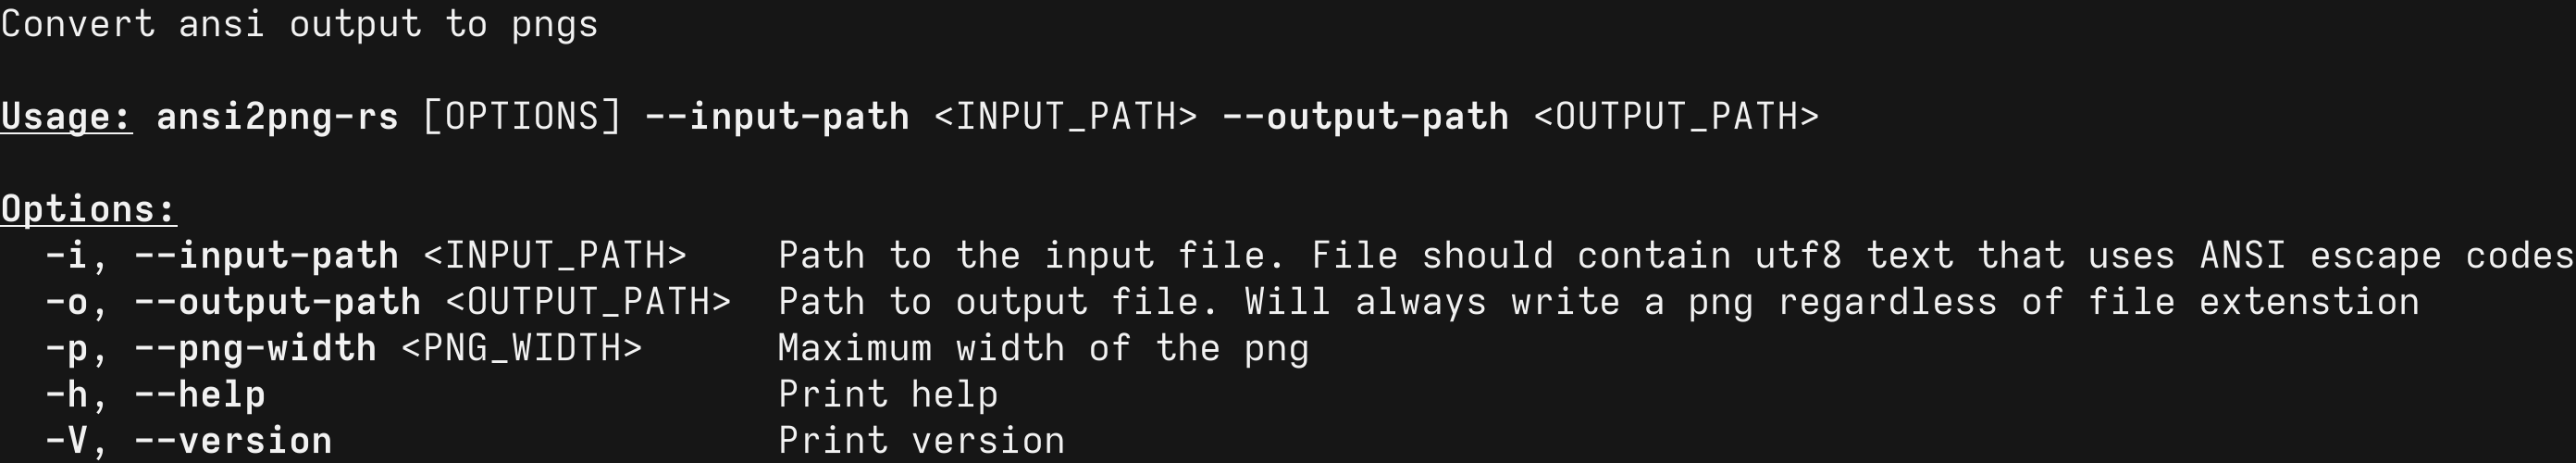 Convert ansi output to pngs
Usage: ansi2png-rs [OPTIONS] --input-path <INPUT_PATH> --output-path <OUTPUT_PATH>
Options:
-i, --input-path <INPUT_PATH>    Path to the input file. File should contain utf8 text that uses ANSI escape codes
-o, --output-path <OUTPUT_PATH>  Path to output file. Will always write a png regardless of file extenstion
-p, --png-width <PNG_WIDTH>      Maximum width of the png
-h, --help                       Print help
-V, --version                    Print version